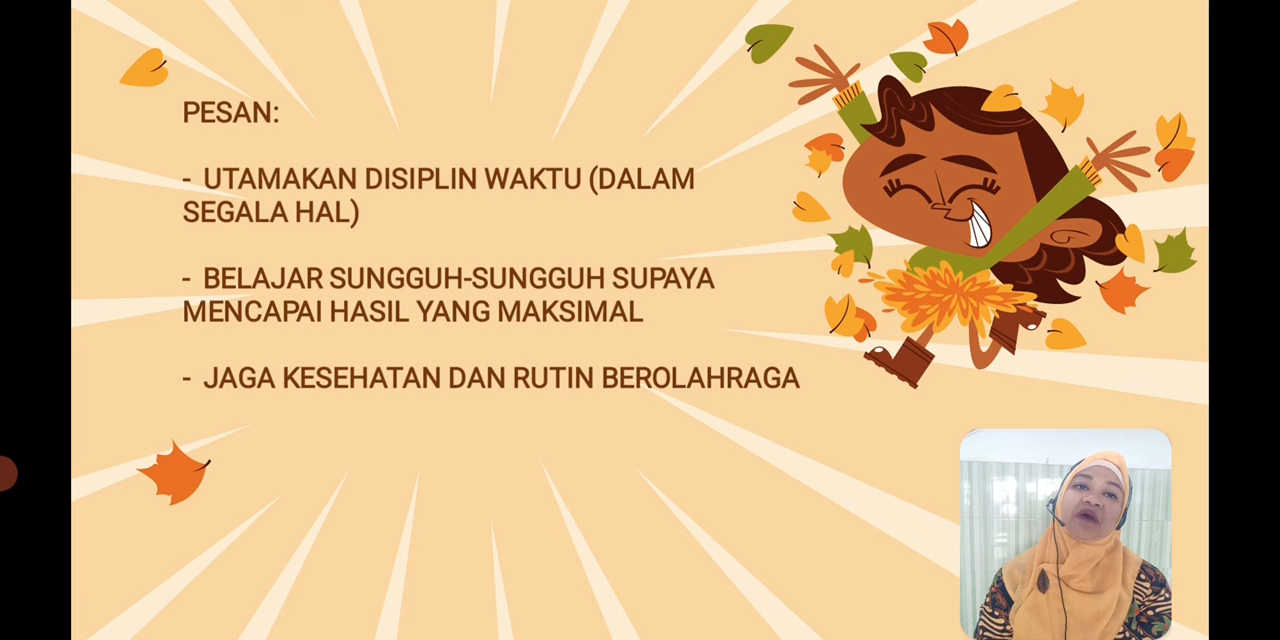 PESAN:
- UTAMAKAN DISIPLIN WAKTU (DALAM
SEGALA HAL)
- BELAJAR SUNGGUH-SUNGGUH SUPAYA
MENCAPAI HASIL YANG MAKSIMAL
- JAGA KESEHATAN DAN RUTIN BEROLAHRAGA